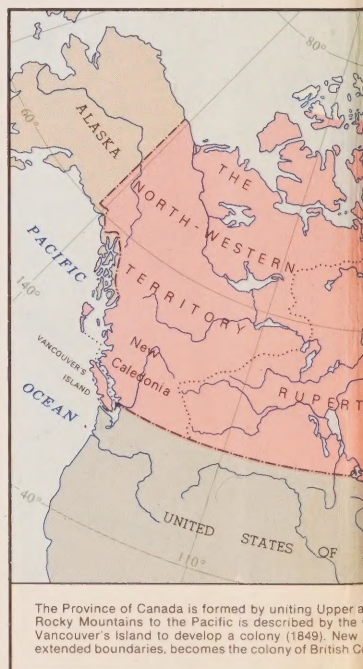 80°
60°
ALASKA
THE
NORTH-WESTERN
TERRITORY
PACIFIC
140°
VANCOUVER'S
ISLAND
New
Caledonia
OCEAN
RUPERT
40°
UNITED STATES OF
110°
The Province of Canada is formed by uniting Upper a
Rocky Mountains to the Pacific is described by the
Vancouver's Island to develop a colony (1849). New
extended boundaries, becomes the colony of British C